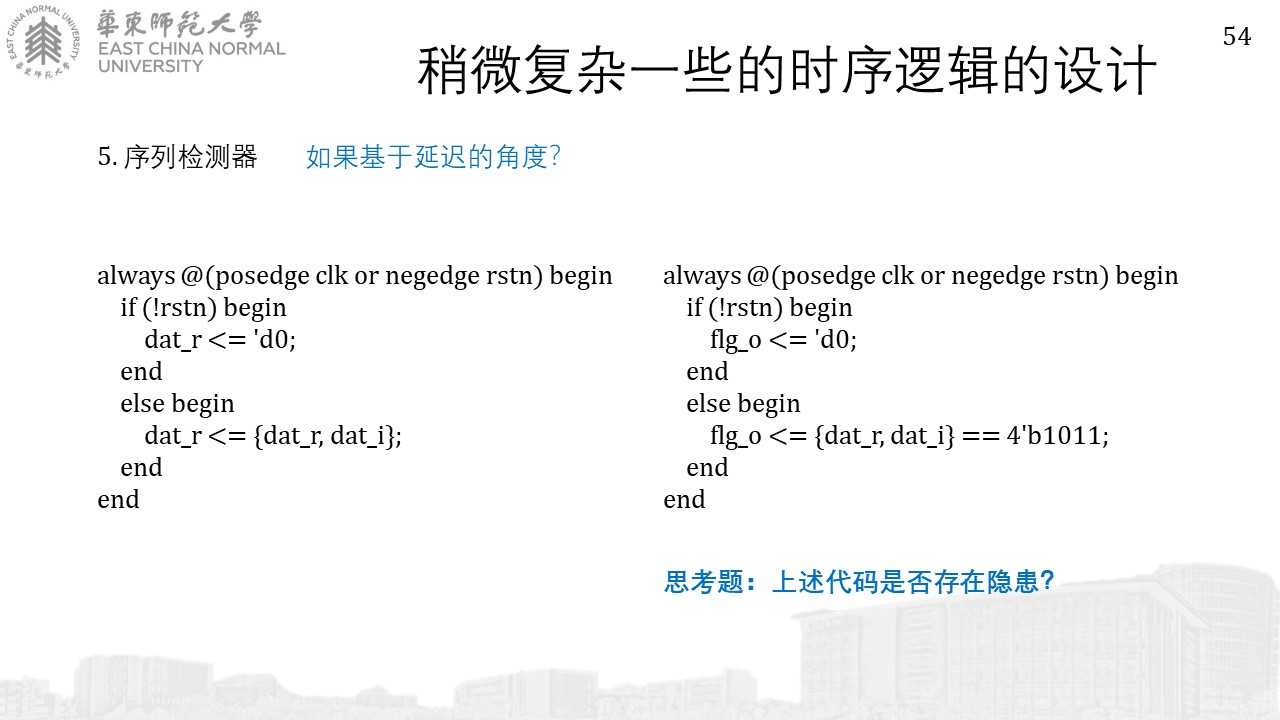 華東師範大學
EAST CHINA NORMAL
UNIVERSITY
54
稍微复杂一些的时序逻辑的设计
5. 序列检测器 如果基于延迟的角度？
always @(posedge clk or negedge rstn) begin
if (!rstn) begin
dat_r <= 'd0;
end
else begin
dat_r <= {dat_r, dat_i};
end
end
always @(posedge clk or negedge rstn) begin
if (!rstn) begin
flg_o <= 'd0;
end
else begin
flg_o <= {dat_r, dat_i} == 4'b1011;
end
end
思考题：上述代码是否存在隐患？